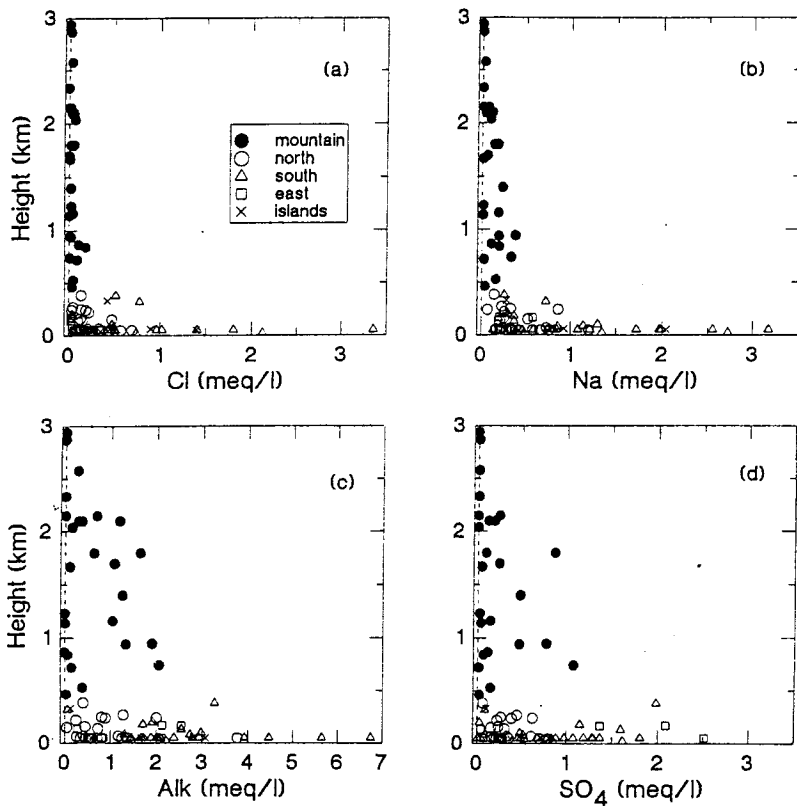 3
2
1
0
Height (km)
(a)
mountain
north
south
east
islands
0
1
2
3
Cl (meq/l)
3
2
1
0
(b)
0
1
2
3
Na (meq/l)
3
2
1
0
Height (km)
(c)
0
1
2
3
4
5
6
7
Alk (meq/l)
3
2
1
0
(d)
0
1
2
3
SO4 (meq/l)